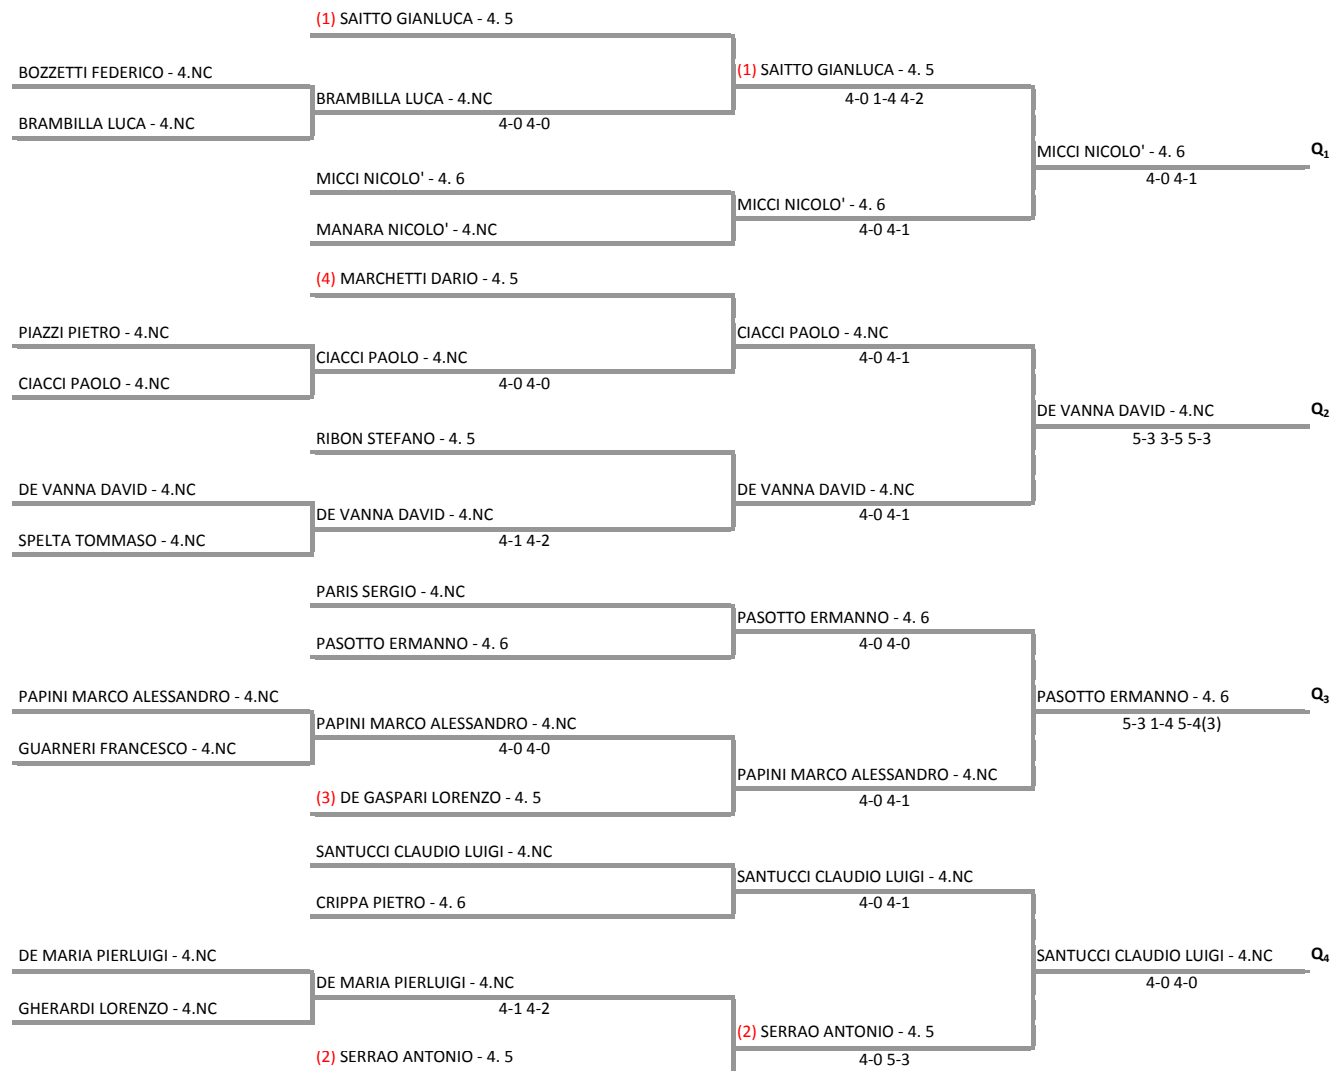 (1) SAITTO GIANLUCA - 4. 5
BOZZETTI FEDERICO - 4.NC
(1) SAITTO GIANLUCA - 4. 5
4-0 1-4 4-2
BRAMBILLA LUCA - 4.NC
4-0 4-0
BRAMBILLA LUCA - 4.NC
MICCI NICOLO' - 4. 6
Q1
4-0 4-1
MICCI NICOLO' - 4. 6
MICCI NICOLO' - 4. 6
4-0 4-1
MANARA NICOLO' - 4.NC
(4) MARCHETTI DARIO - 4. 5
PIAZZI PIETRO - 4.NC
CIACCI PAOLO - 4.NC
4-0 4-1
CIACCI PAOLO - 4.NC
4-0 4-0
CIACCI PAOLO - 4.NC
DE VANNA DAVID - 4.NC
Q2
5-3 3-5 5-3
RIBON STEFANO - 4. 5
DE VANNA DAVID - 4.NC
DE VANNA DAVID - 4.NC
4-0 4-1
DE VANNA DAVID - 4.NC
4-1 4-2
SPELTA TOMMASO - 4.NC
PARIS SERGIO - 4.NC
PASOTTO ERMANNO - 4. 6
4-0 4-0
PASOTTO ERMANNO - 4. 6
PAPINI MARCO ALESSANDRO - 4.NC
PASOTTO ERMANNO - 4. 6
Q3
5-3 1-4 5-4(3)
PAPINI MARCO ALESSANDRO - 4.NC
4-0 4-0
GUARNERI FRANCESCO - 4.NC
PAPINI MARCO ALESSANDRO - 4.NC
4-0 4-1
(3) DE GASPARI LORENZO - 4. 5
SANTUCCI CLAUDIO LUIGI - 4.NC
SANTUCCI CLAUDIO LUIGI - 4.NC
4-0 4-1
CRIPPA PIETRO - 4. 6
DE MARIA PIERLUIGI - 4.NC
SANTUCCI CLAUDIO LUIGI - 4.NC
Q4
4-0 4-0
DE MARIA PIERLUIGI - 4.NC
4-1 4-2
GHERARDI LORENZO - 4.NC
(2) SERRAO ANTONIO - 4. 5
4-0 5-3
(2) SERRAO ANTONIO - 4. 5